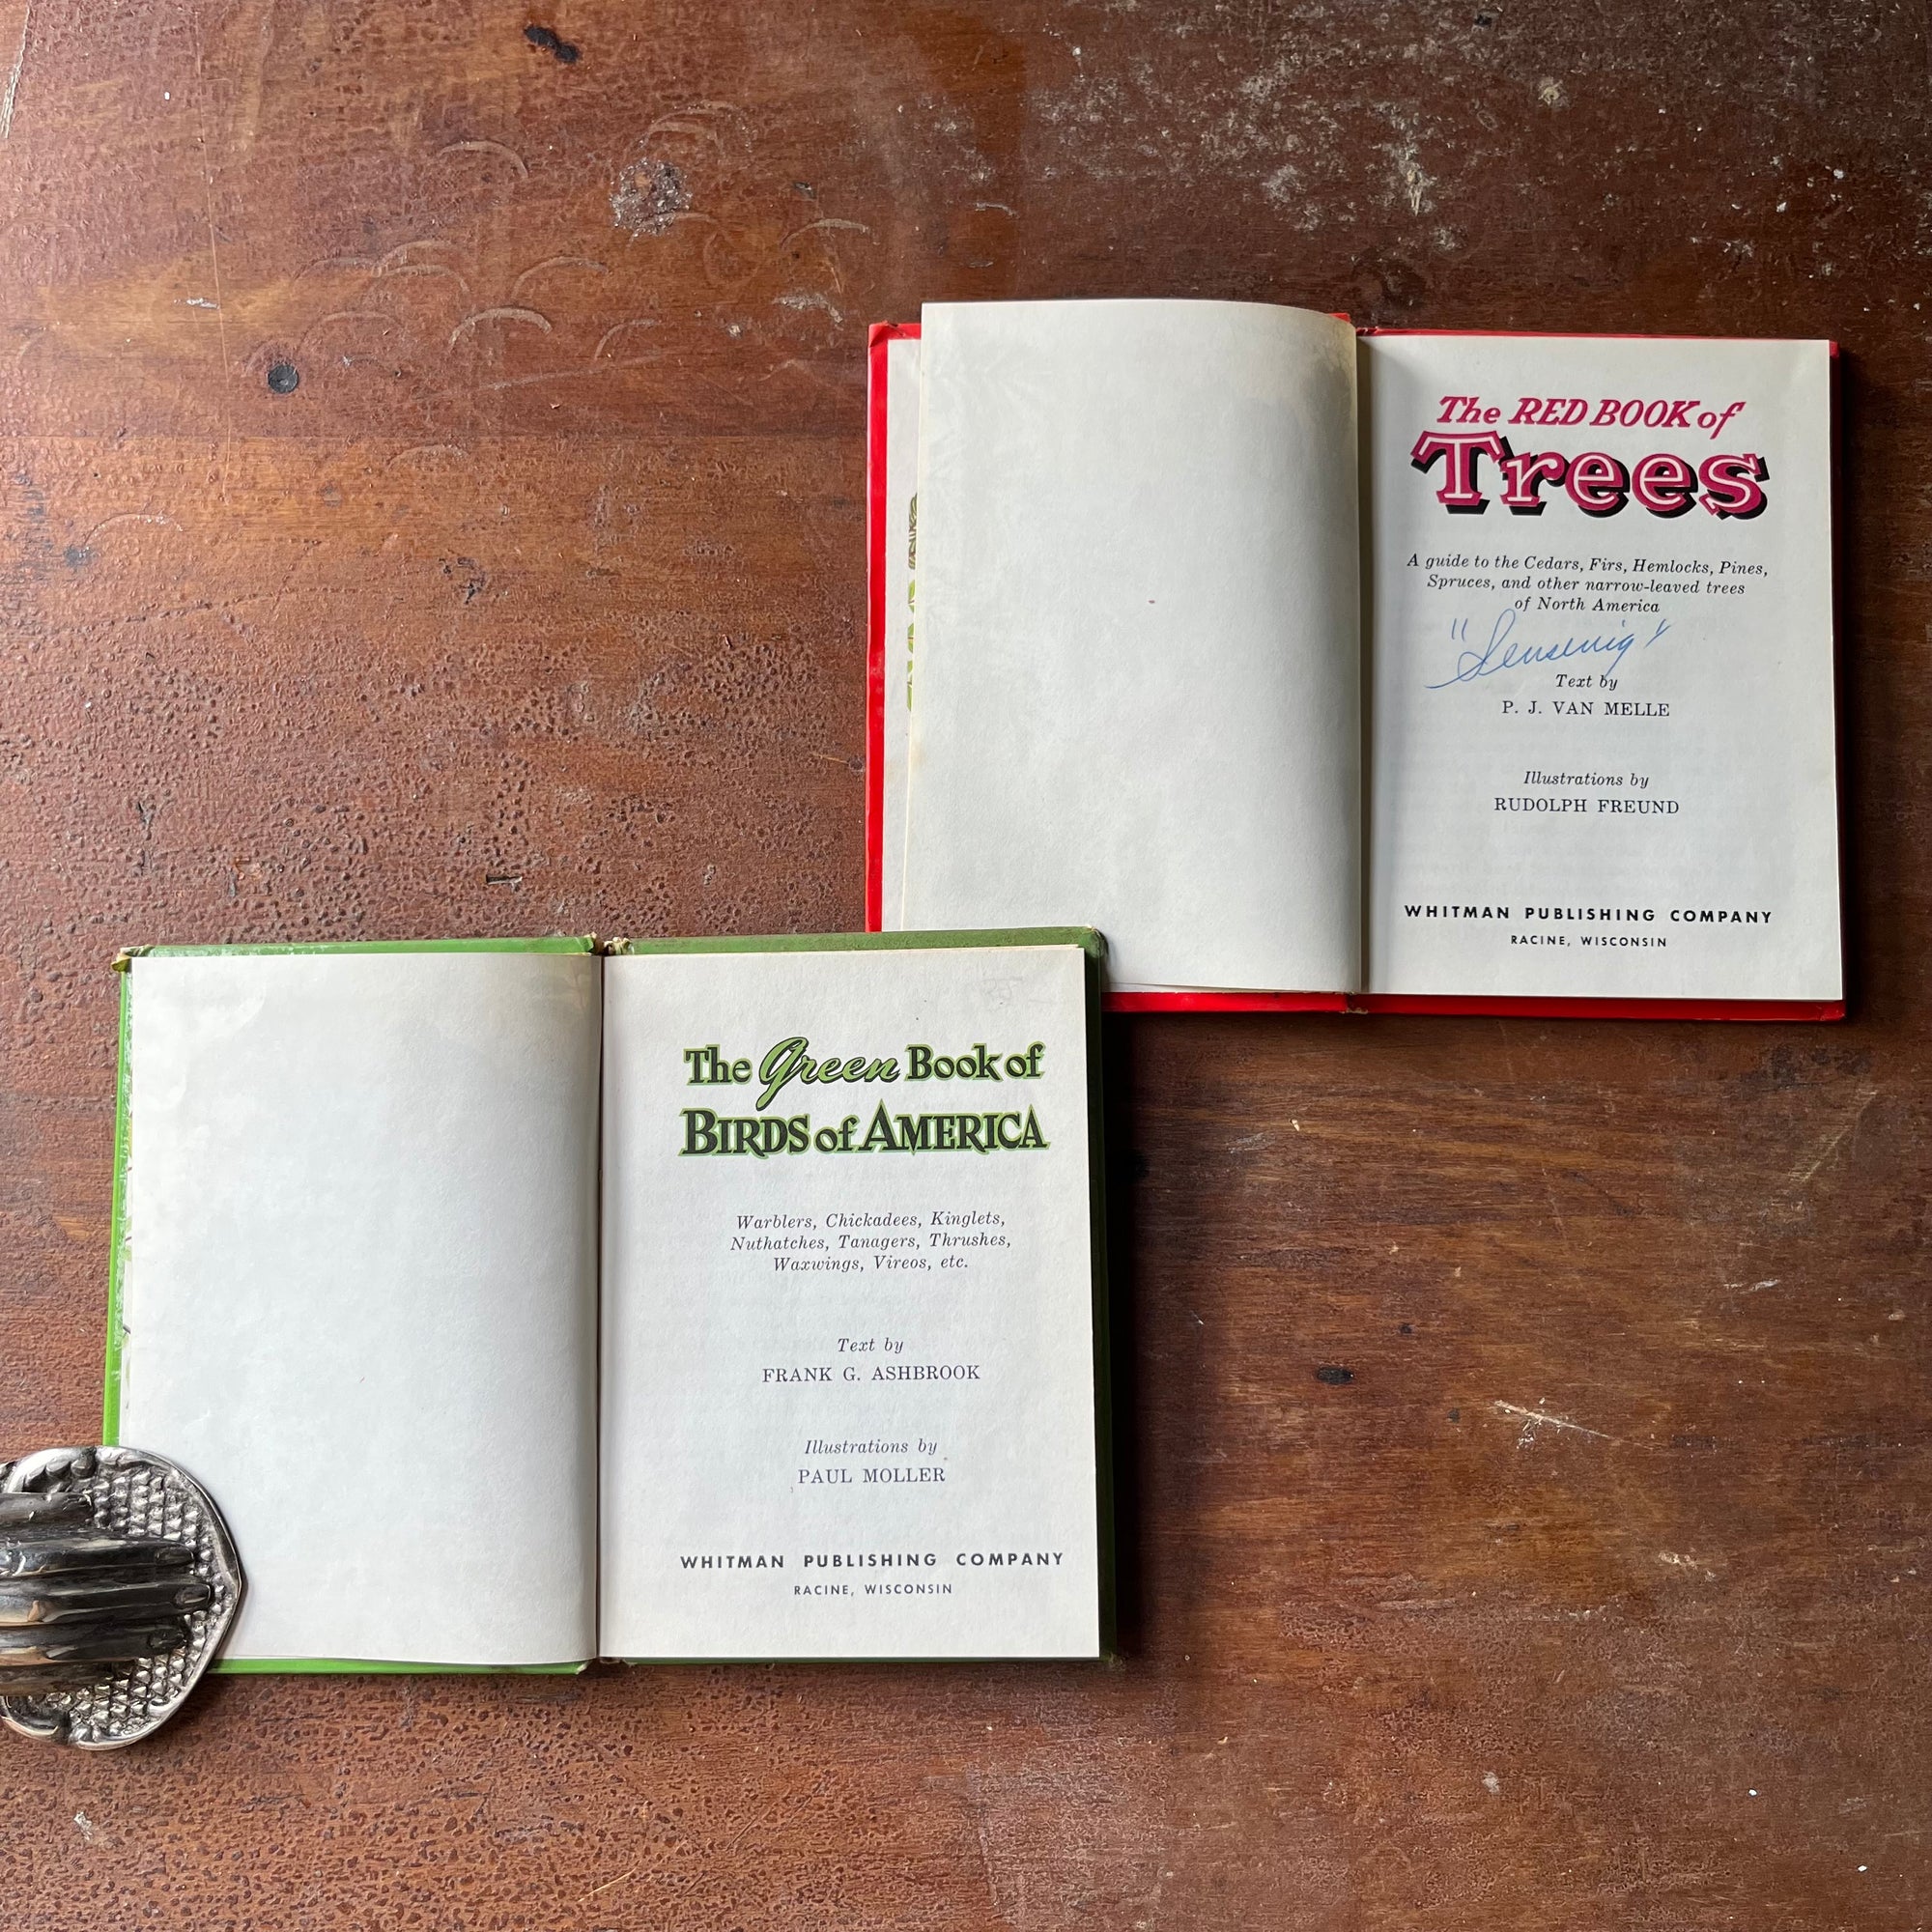 The RED BOOK of
Trees
A guide to the Cedars, Firs, Hemlocks, Pines,
Spruces, and other narrow-leaved trees
of North America
"Sensenig"
Text by
P. J. VAN MELLE
Illustrations by
RUDOLPH FREUND
WHITMAN PUBLISHING COMPANY
RACINE, WISCONSIN
The Green Book of
BIRDS of AMERICA
Warblers, Chickadees, Kinglets,
Nuthatches, Tanagers, Thrushes,
Waxwings, Vireos, etc.
Text by
FRANK G. ASHBROOK
Illustrations by
PAUL MOLLER
WHITMAN PUBLISHING COMPANY
RACINE, WISCONSIN